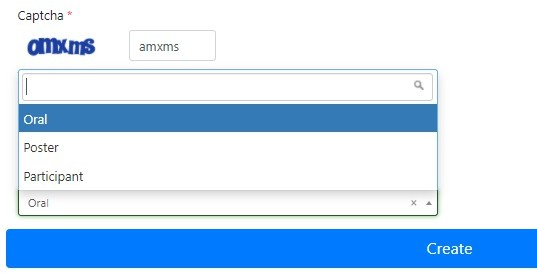 Captcha *
amxms amxms
Oral
Poster
Participant
Oral × ▲
Create